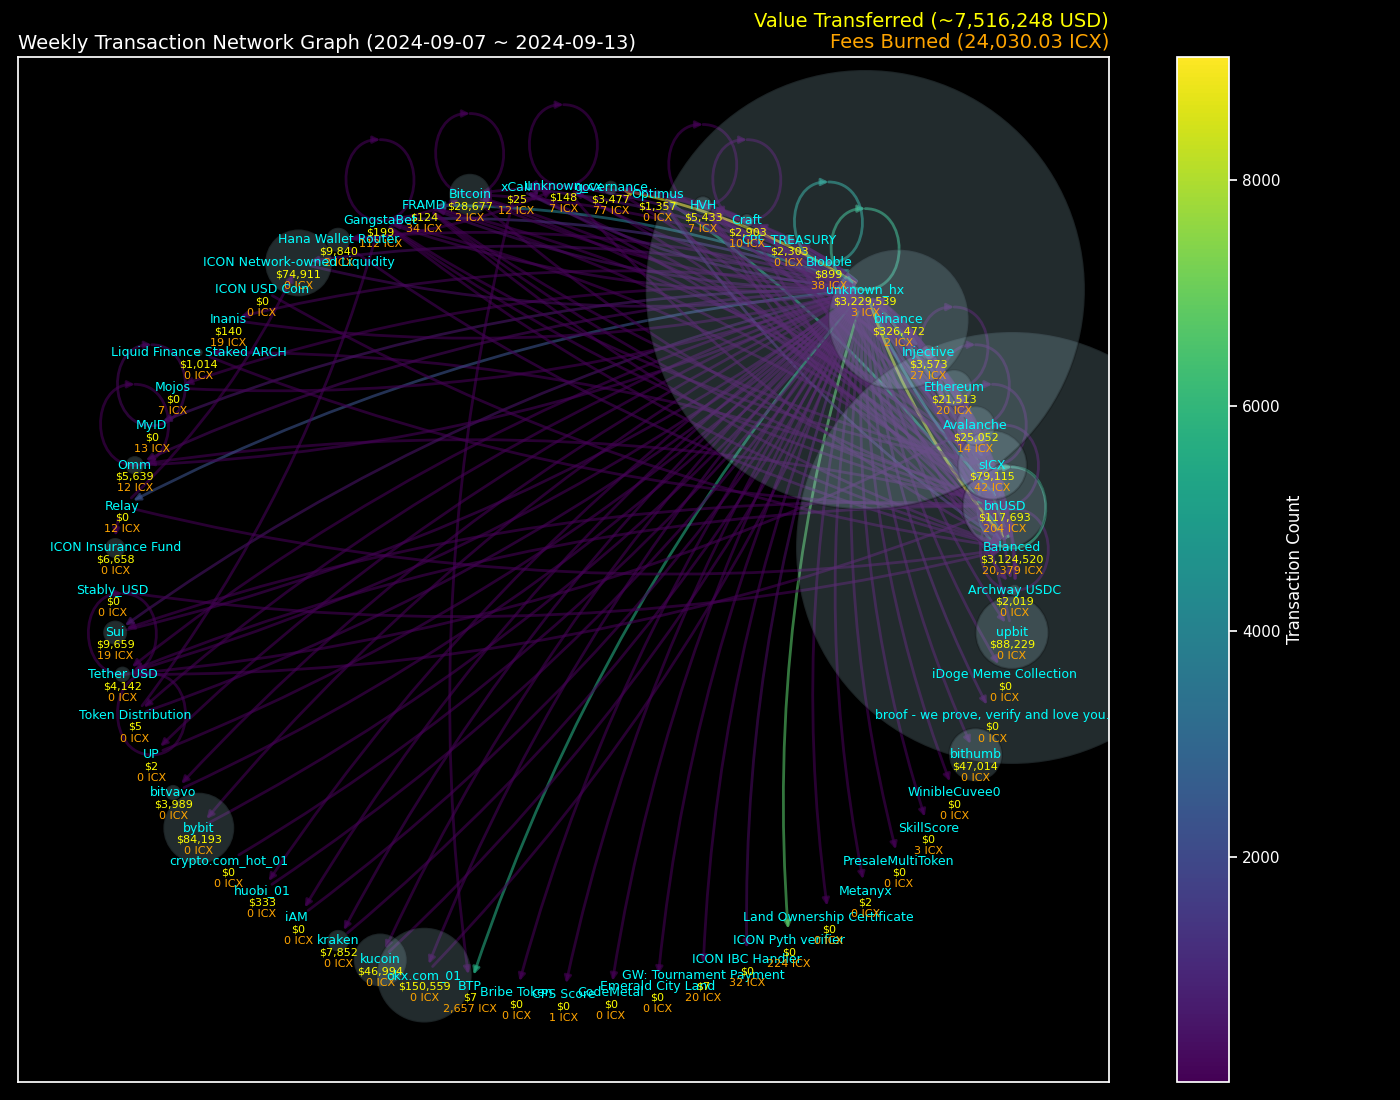 Value Transferred (~7,516,248 USD)
Weekly Transaction Network Graph (2024-09-07 ~ 2024-09-13)
Fees Burned (24,030.03 ICX)
unknown_hx
$3,229,539
3 ICX
Blobble
$899
38 ICX
_TREASURY
$2,303
0 ICX
Craft
$2,903
10 ICX
HVH
$5,433
7 ICX
Optimus
$1,357
0 ICX
governance
$3,477
77 ICX
unknown_cx
$148
7 ICX
xCall
$25
12 ICX
Bitcoin
$28,677
2 ICX
FRAMD
$124
34 ICX
GangstaBet
$199
112 ICX
Hana Wallet Router
$9,840
ICON Network-owned Liquidity
$74,911
0 ICX
ICON USD Coin
$0
0 ICX
Inanis
$140
19 ICX
Liquid Finance Staked ARCH
$1,014
0 ICX
Mojos
$0
7 ICX
MyID
$0
13 ICX
Omm
$5,639
12 ICX
Relay
$0
12 ICX
ICON Insurance Fund
$6,658
0 ICX
Stably_USD
$0
0 ICX
Sui
$9,659
19 ICX
Tether USD
$4,142
0 ICX
Token Distribution
$5
0 ICX
UP
$2
0 ICX
bitvavo
$3,989
0 ICX
bybit
$84,193
0 ICX
crypto.com_hot_01
$0
0 ICX
huobi_01
$333
0 ICX
iAM
$0
0 ICX
kraken
$7,852
0 ICX
kucoin
$46,994
0 ICX
okx.com_01
$150,559
0 ICX
BTP
$7
2,657 ICX
Bribe Token
$0
0 ICX
CPS Score
$0
1 ICX
CodeMetal
$0
0 ICX
Emerald City Land
$0
0 ICX
GW: Tournament Payment
$7
20 ICX
ICON IBC Handler
$0
32 ICX
ICON Pyth verifier
$0
224 ICX
Land Ownership Certificate
$0
0 ICX
Metanyx
$2
0 ICX
PresaleMultiToken
$0
0 ICX
SkillScore
$0
3 ICX
WinibleCuvee0
$0
0 ICX
bithumb
$47,014
0 ICX
broof - we prove, verify and love you.
$0
0 ICX
iDoge Meme Collection
$0
0 ICX
upbit
$88,229
0 ICX
Archway USDC
$2,019
0 ICX
Balanced
$3,124,520
20,379 ICX
bnUSD
$117,693
204 ICX
sICX
$79,115
42 ICX
Avalanche
$25,052
14 ICX
Ethereum
$21,513
20 ICX
Injective
$3,573
27 ICX
binance
$326,472
2 ICX
8000
6000
4000
2000
Transaction Count